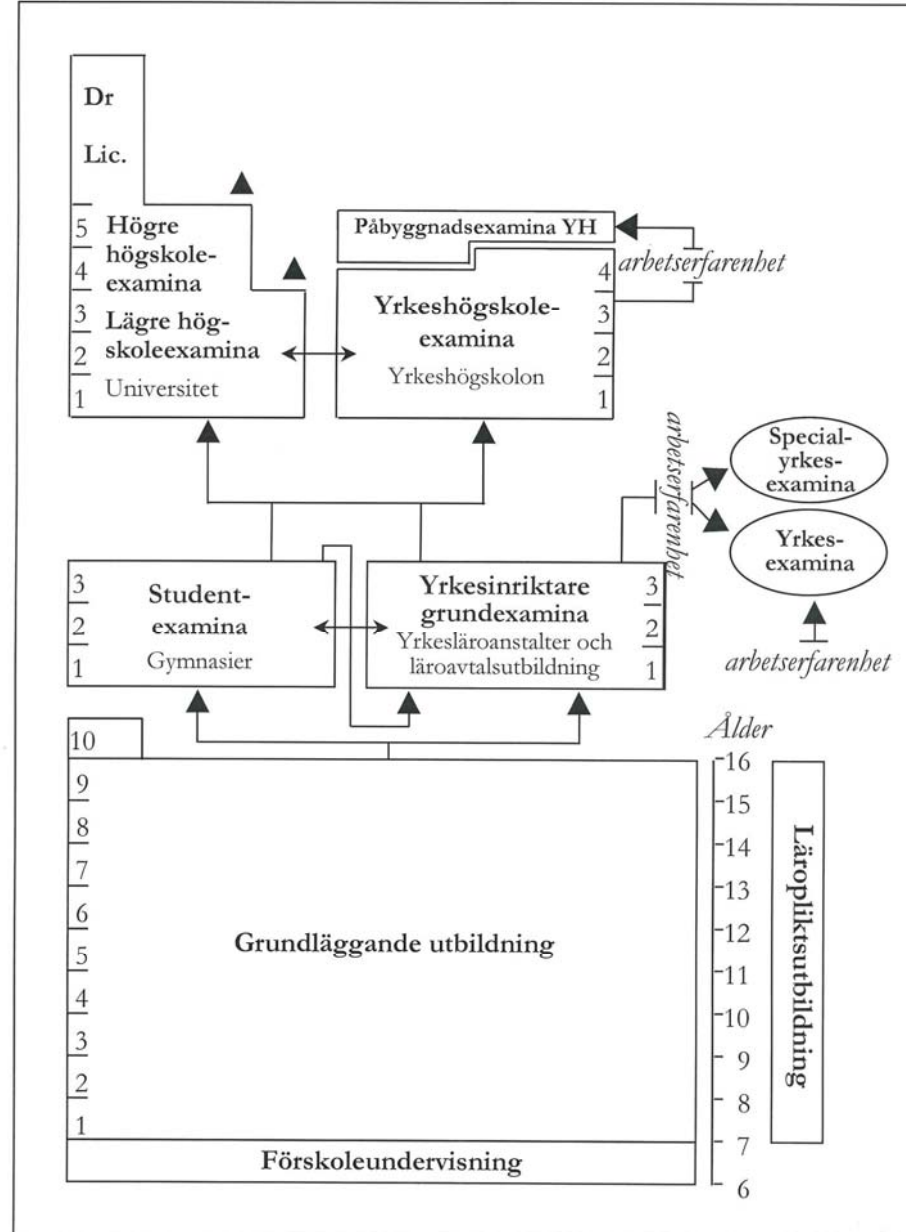 Dr
Lic.
5
4
3
2
1
Högre
högskole-
examina
Lägre hög-
skoleexamina
Universitet
Påbyggnadsexamina YH
arbetserfarenhet
Yrkeshögskole-
examina
Yrkeshögskolon
4
3
2
1
arbetserfarenhet
Special-
yrkes-
examina
Yrkes-
examina
arbetserfarenhet
3
2
1
Student-
examina
Gymnasier
Yrkesinriktare
grundexamina
Yrkesläroanstalter och
läroavtalsutbildning
3
2
1
10
9
8
7
6
5
4
3
2
1
Grundläggande utbildning
Förskoleundervisning
Ålder
16
15
14
13
12
11
10
9
8
7
6
Läropliktsutbildning